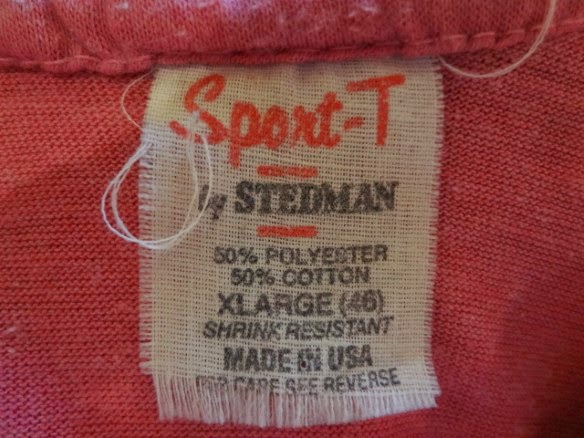 Sport-T
by STEDMAN
50% POLYESTER
50% COTTON
XLARGE (46)
SHRINK RESISTANT
MADE IN USA
FOR CARE SEE REVERSE